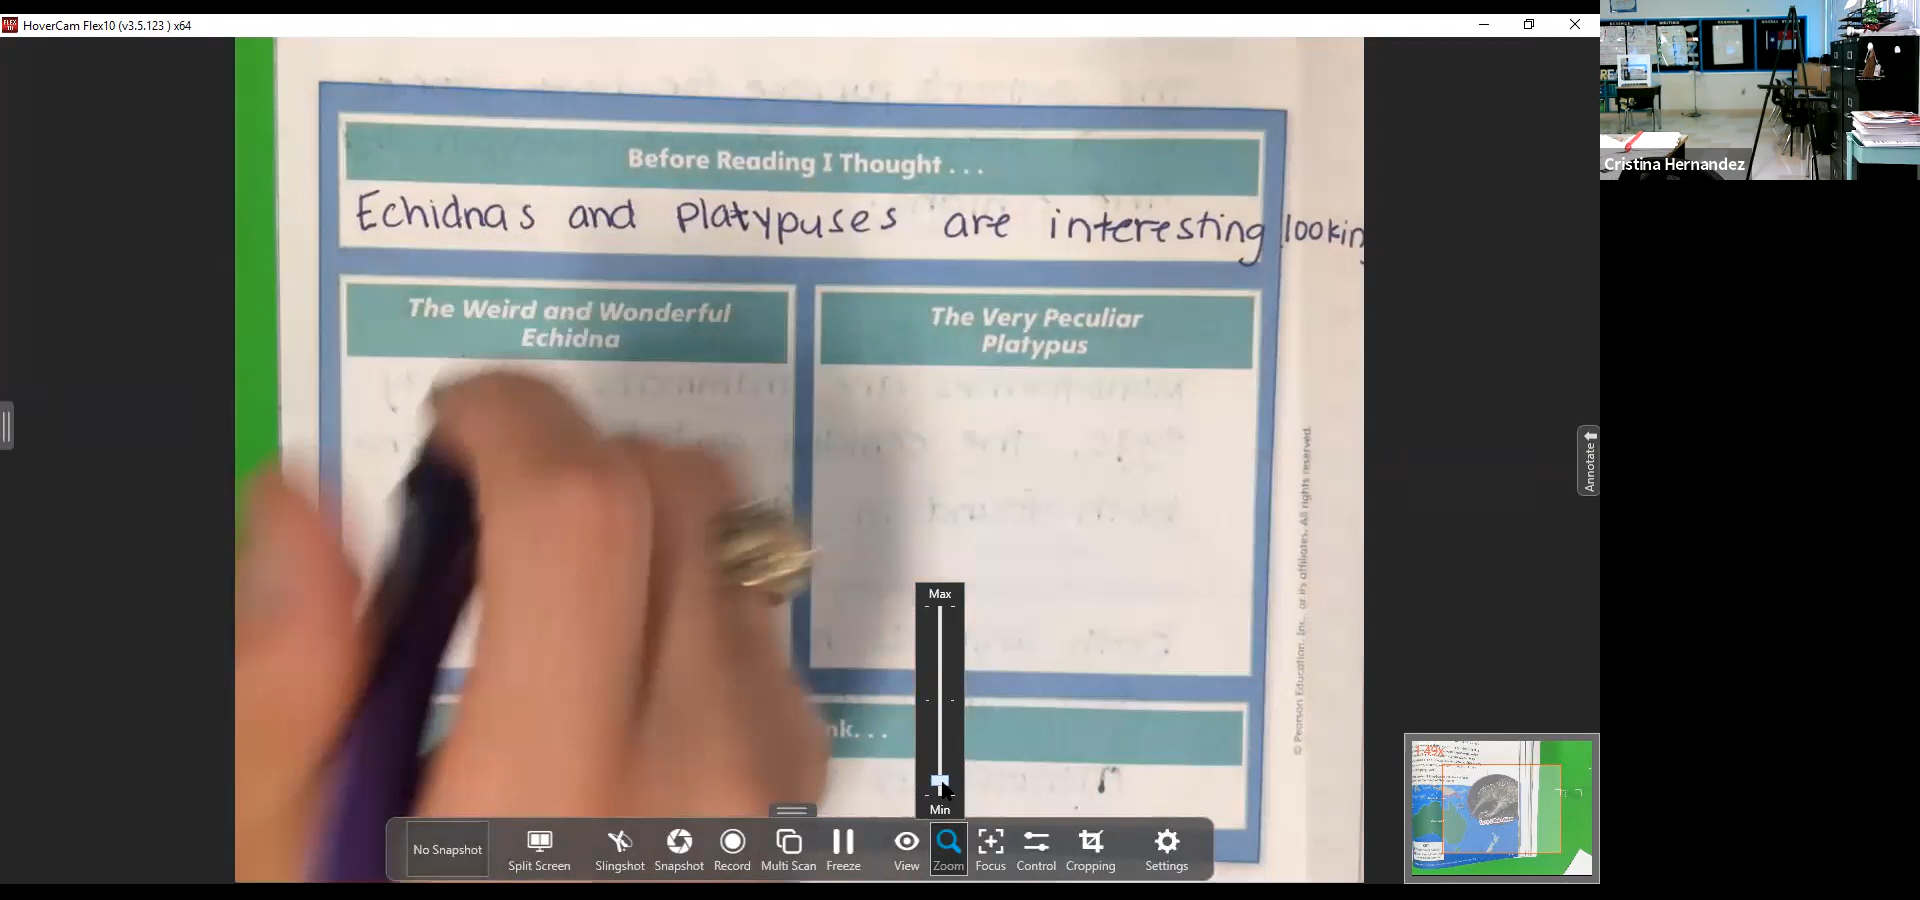 HoverCam Flex10 (v3.5.123 ) x64
Cristina Hernandez
Before Reading I Thought . . .
Echidnas and Platypuses are interesting lookin
The Weird and Wonderful
Echidna
The Very Peculiar
Platypus
nk. . .
© Pearson Education, Inc., or its affiliates. All rights reserved.
Annotate
Max
Min
1.49X
No Snapshot
Split Screen
Slingshot
Snapshot
Record
Multi Scan
Freeze
View
Zoom
Focus
Control
Cropping
Settings